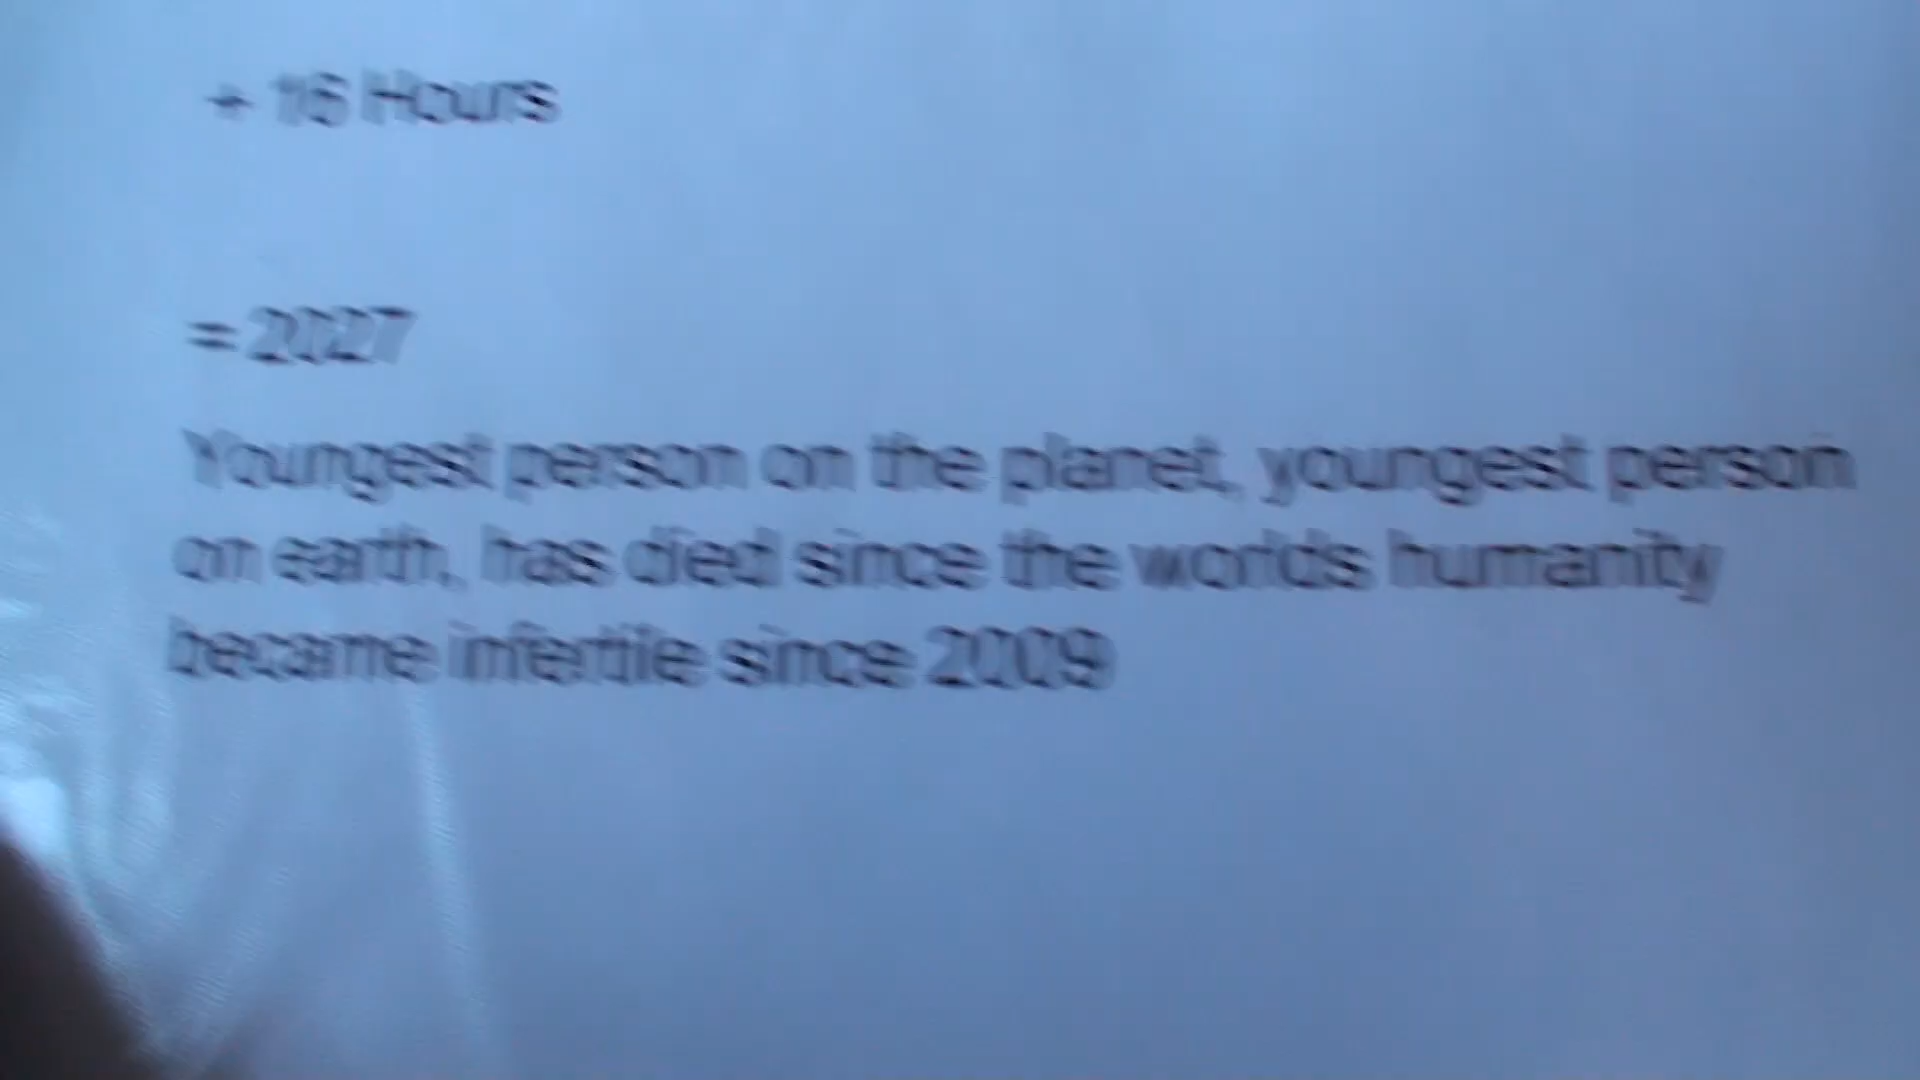 + 16 Hours
= 2027
Youngest person on the planet, youngest person
on earth, has died since the worlds humanity
became infertile since 2009